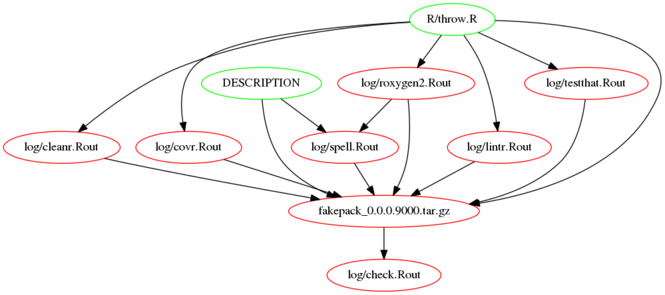 R/throw.R
DESCRIPTION
log/roxygen2.Rout
log/testthat.Rout
log/cleanr.Rout
log/covr.Rout
log/spell.Rout
log/lintr.Rout
fakepack_0.0.0.9000.tar.gz
log/check.Rout